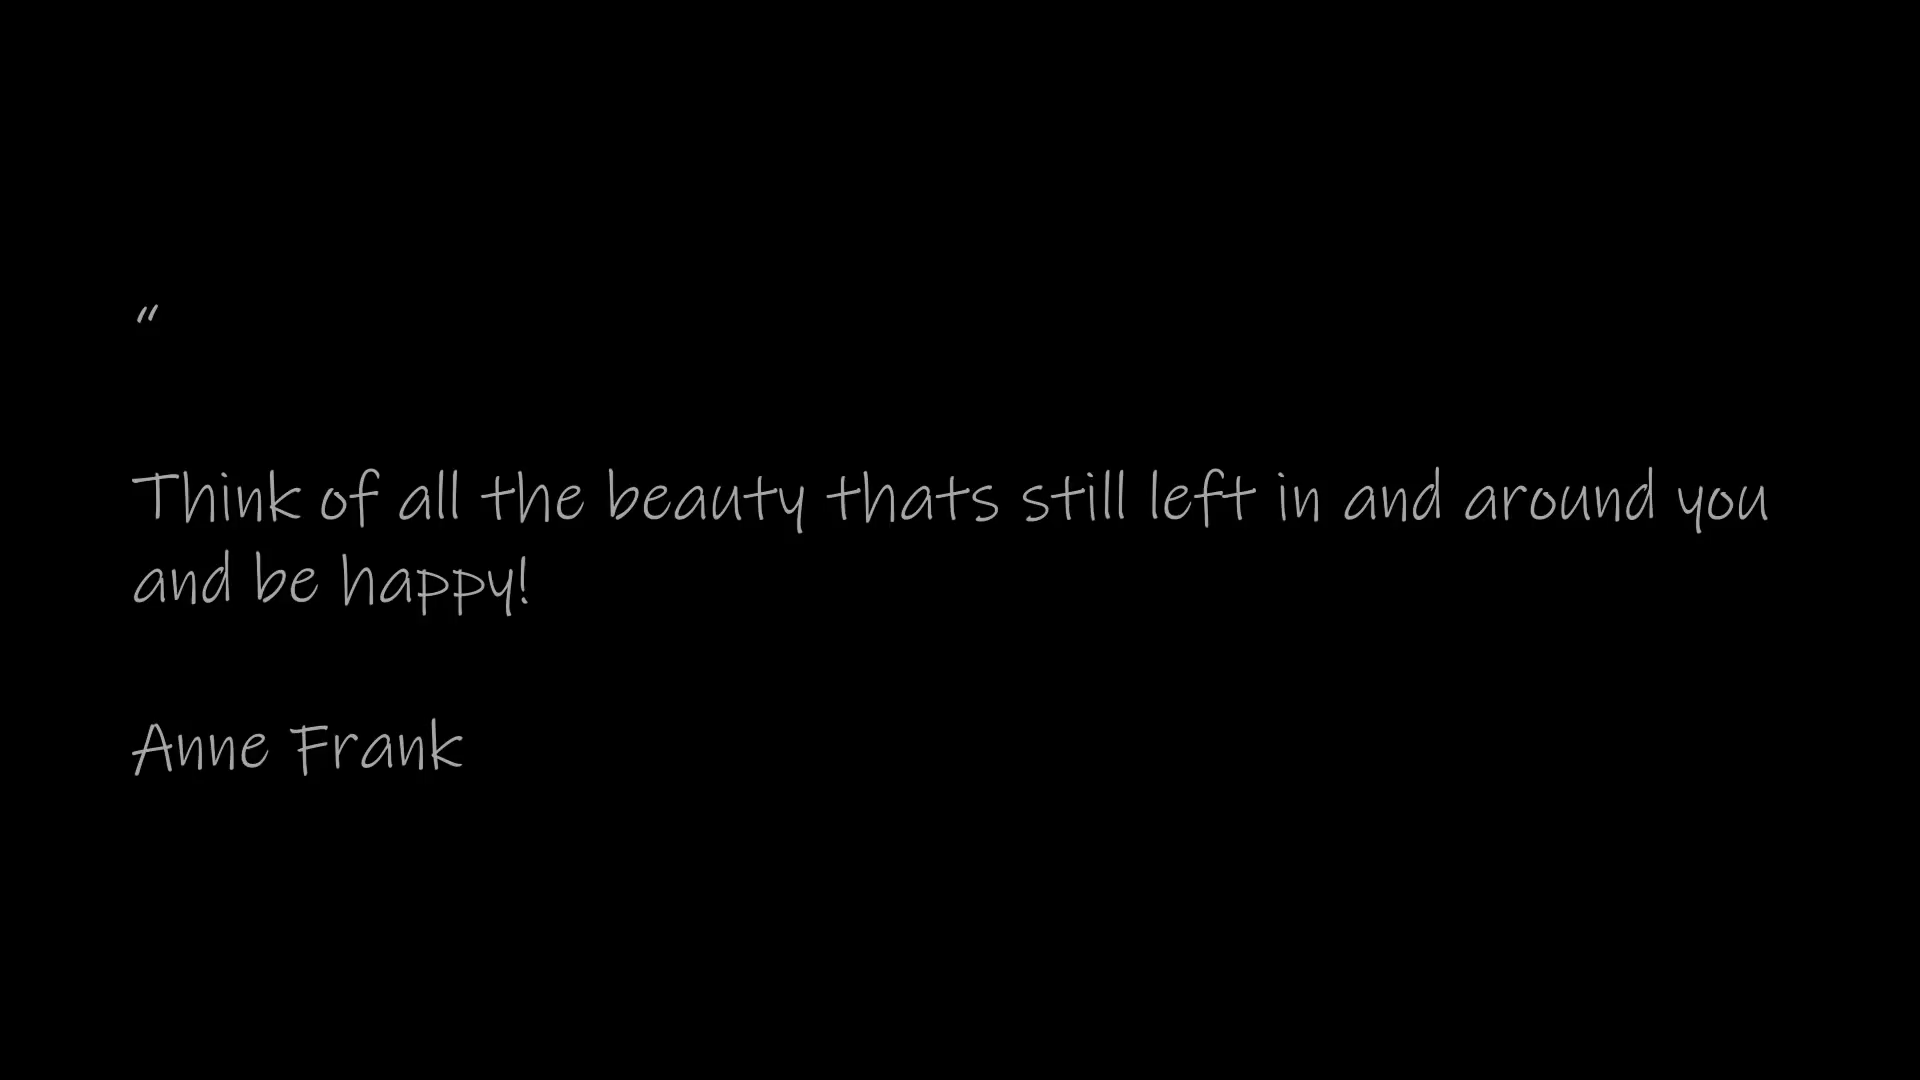 “
Think of all the beauty thats still left in and around you
and be happy!
Anne Frank